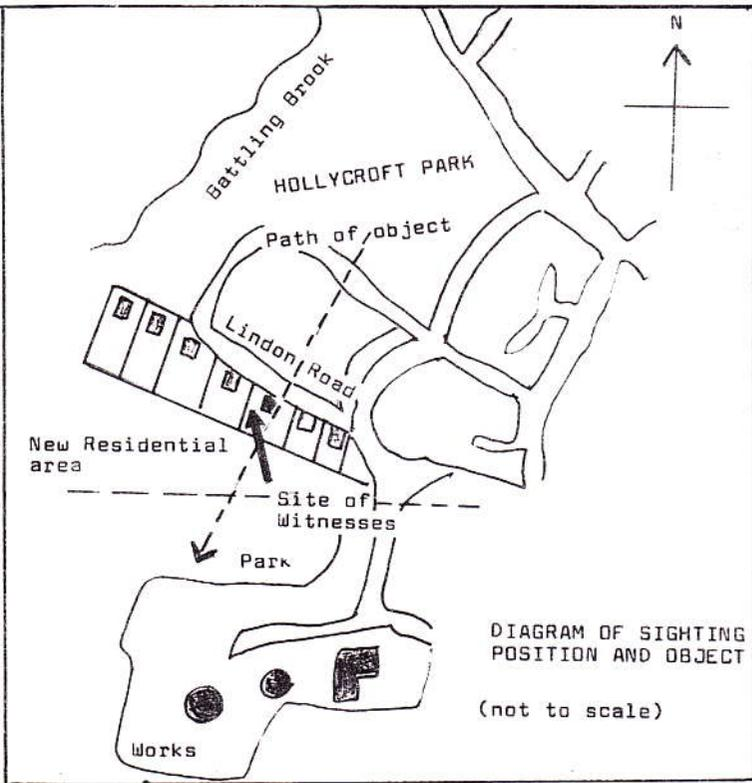 N
Battling Brook
HOLLYCROFT PARK
Path of object
Lindon Road
New Residential
area
Site of
Witnesses
Park
DIAGRAM OF SIGHTING
POSITION AND OBJECT
(not to scale)
Works